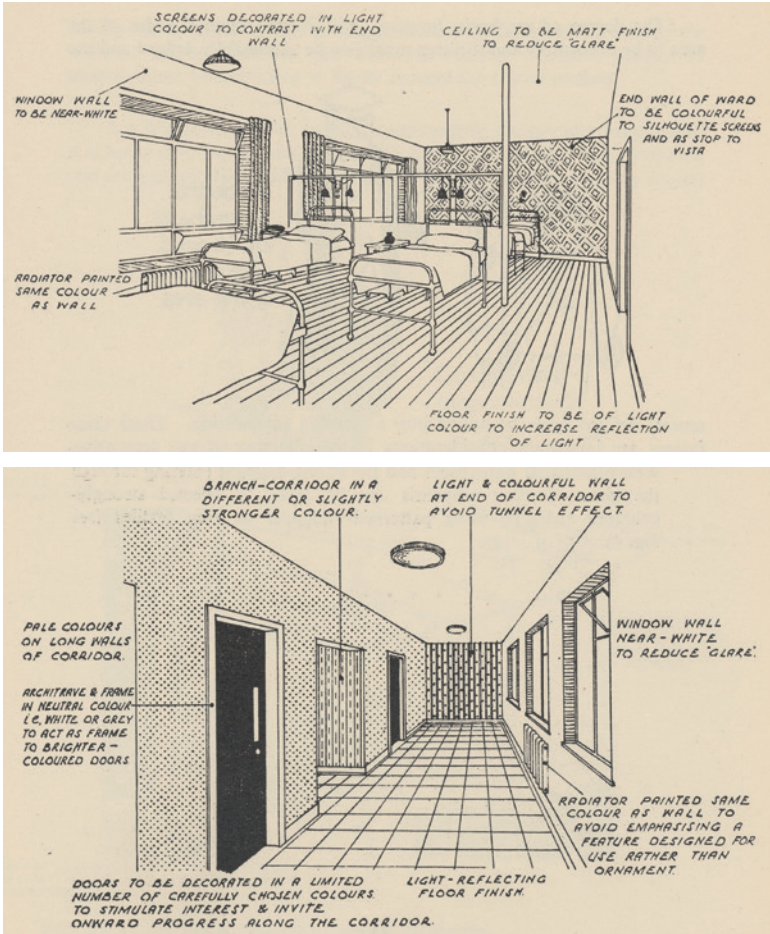 SCREENS DECORATED IN LIGHT
COLOUR TO CONTRAST WITH END
WALL
CEILING TO BE MATT FINISH
TO REDUCE "GLARE"
WINDOW WALL
TO BE NEAR-WHITE
END WALL OF WARD
TO BE COLOURFUL
TO SILHOUETTE SCREENS
AND AS STOP TO
VISTA
RADIATOR PAINTED
SAME COLOUR
AS WALL
FLOOR FINISH TO BE OF LIGHT
COLOUR TO INCREASE REFLECTION
OF LIGHT
BRANCH-CORRIDOR IN A
DIFFERENT OR SLIGHTLY
STRONGER COLOUR.
LIGHT & COLOURFUL WALL
AT END OF CORRIDOR TO
AVOID TUNNEL EFFECT.
PALE COLOURS
ON LONG WALLS
OF CORRIDOR.
WINDOW WALL
NEAR-WHITE
TO REDUCE "GLARE".
ARCHITRAVE & FRAME
IN NEUTRAL COLOUR
i.e, WHITE OR GREY
TO ACT AS FRAME
TO BRIGHTER-
COLOURED DOORS
RADIATOR PAINTED SAME
COLOUR AS WALL TO
AVOID EMPHASISING A
FEATURE DESIGNED FOR
USE RATHER THAN
ORNAMENT.
DOORS TO BE DECORATED IN A LIMITED
NUMBER OF CAREFULLY CHOSEN COLOURS.
TO STIMULATE INTEREST & INVITE
ONWARD PROGRESS ALONG THE CORRIDOR.
LIGHT-REFLECTING
FLOOR FINISH.